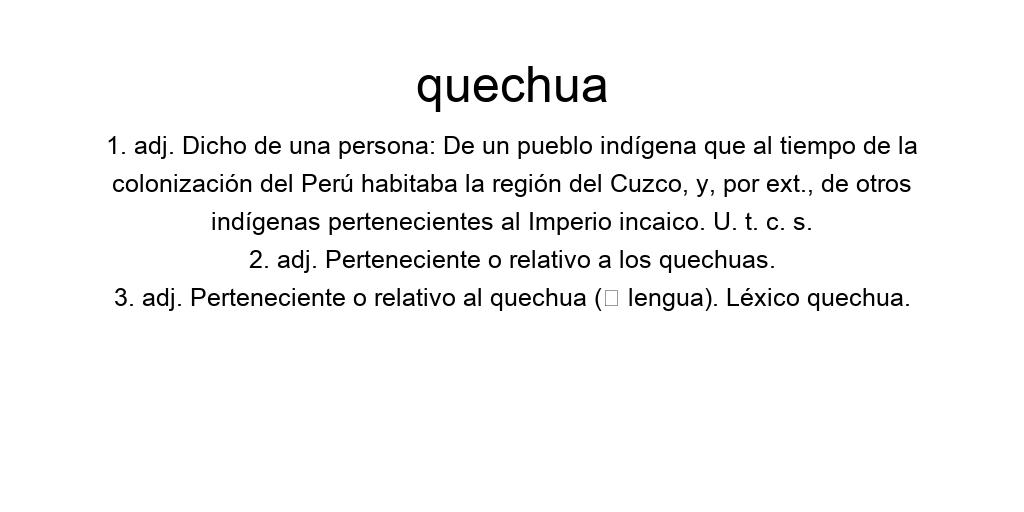 quechua
1. adj. Dicho de una persona: De un pueblo indígena que al tiempo de la
colonización del Perú habitaba la región del Cuzco, y, por ext., de otros
indígenas pertenecientes al Imperio incaico. U. t. c. s.
2. adj. Perteneciente o relativo a los quechuas.
3. adj. Perteneciente o relativo al quechua (□ lengua). Léxico quechua.